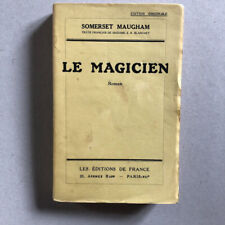 ÉDITION ORIGINALE
SOMERSET MAUGHAM
TEXTE FRANÇAIS DE MADAME E. R. BLANCHET
LE MAGICIEN
Roman
LES ÉDITIONS DE FRANCE
20, AVENUE RAPP — PARIS-VIIᵉ